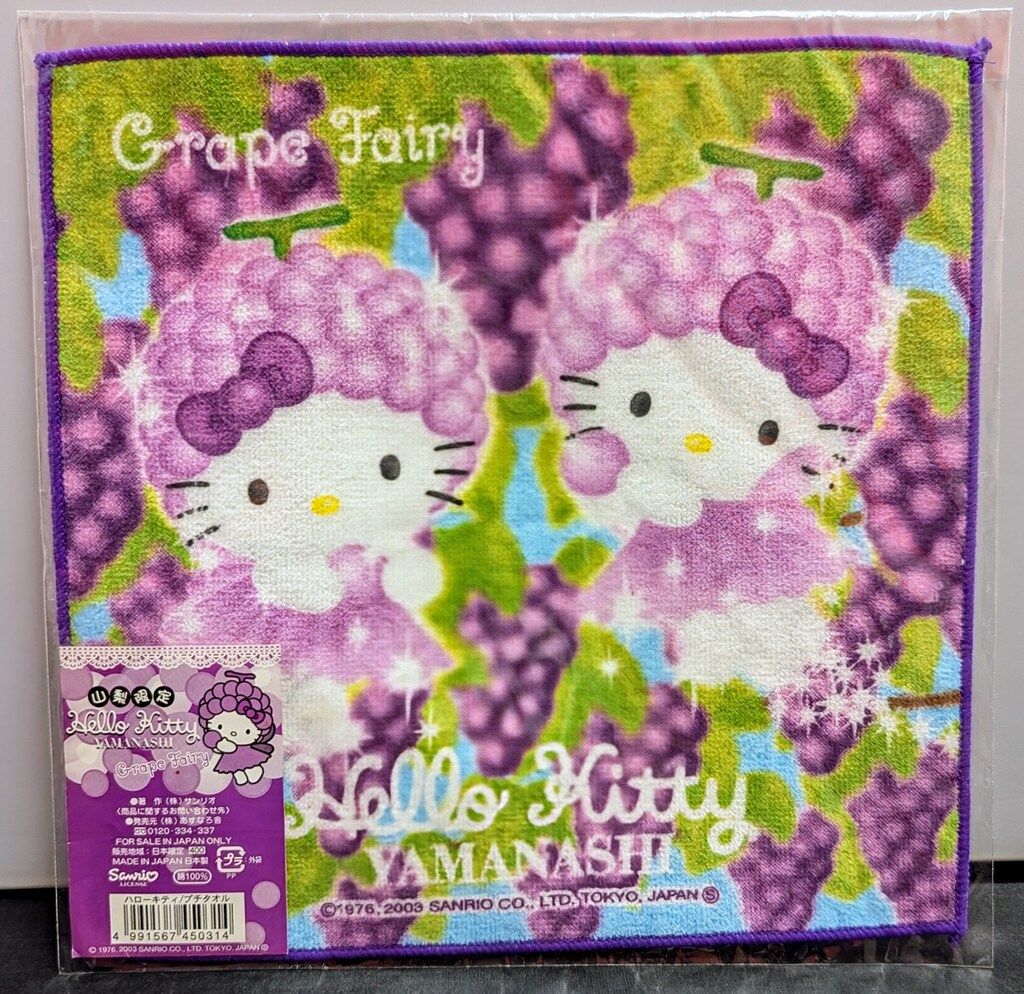 Grape Fairy
Hello Kitty
YAMANASHI
©1976, 2003 SANRIO CO., LTD. TOKYO, JAPAN Ⓢ
山梨限定
Hello Kitty
YAMANASHI
Grape Fairy
●著 作 (株)サンリオ
〈商品に関するお問い合わせ先〉
●発売元 (株)あすなろ舎
0120-334-337
FOR SALE IN JAPAN ONLY
販売地域:日本限定 400
MADE IN JAPAN 日本製
プラ 外袋
PP
Sanrio
LICENSE
綿100%
ハローキティ/プチタオル
4 991567 450314
© 1976, 2003 SANRIO CO., LTD. TOKYO, JAPAN Ⓢ